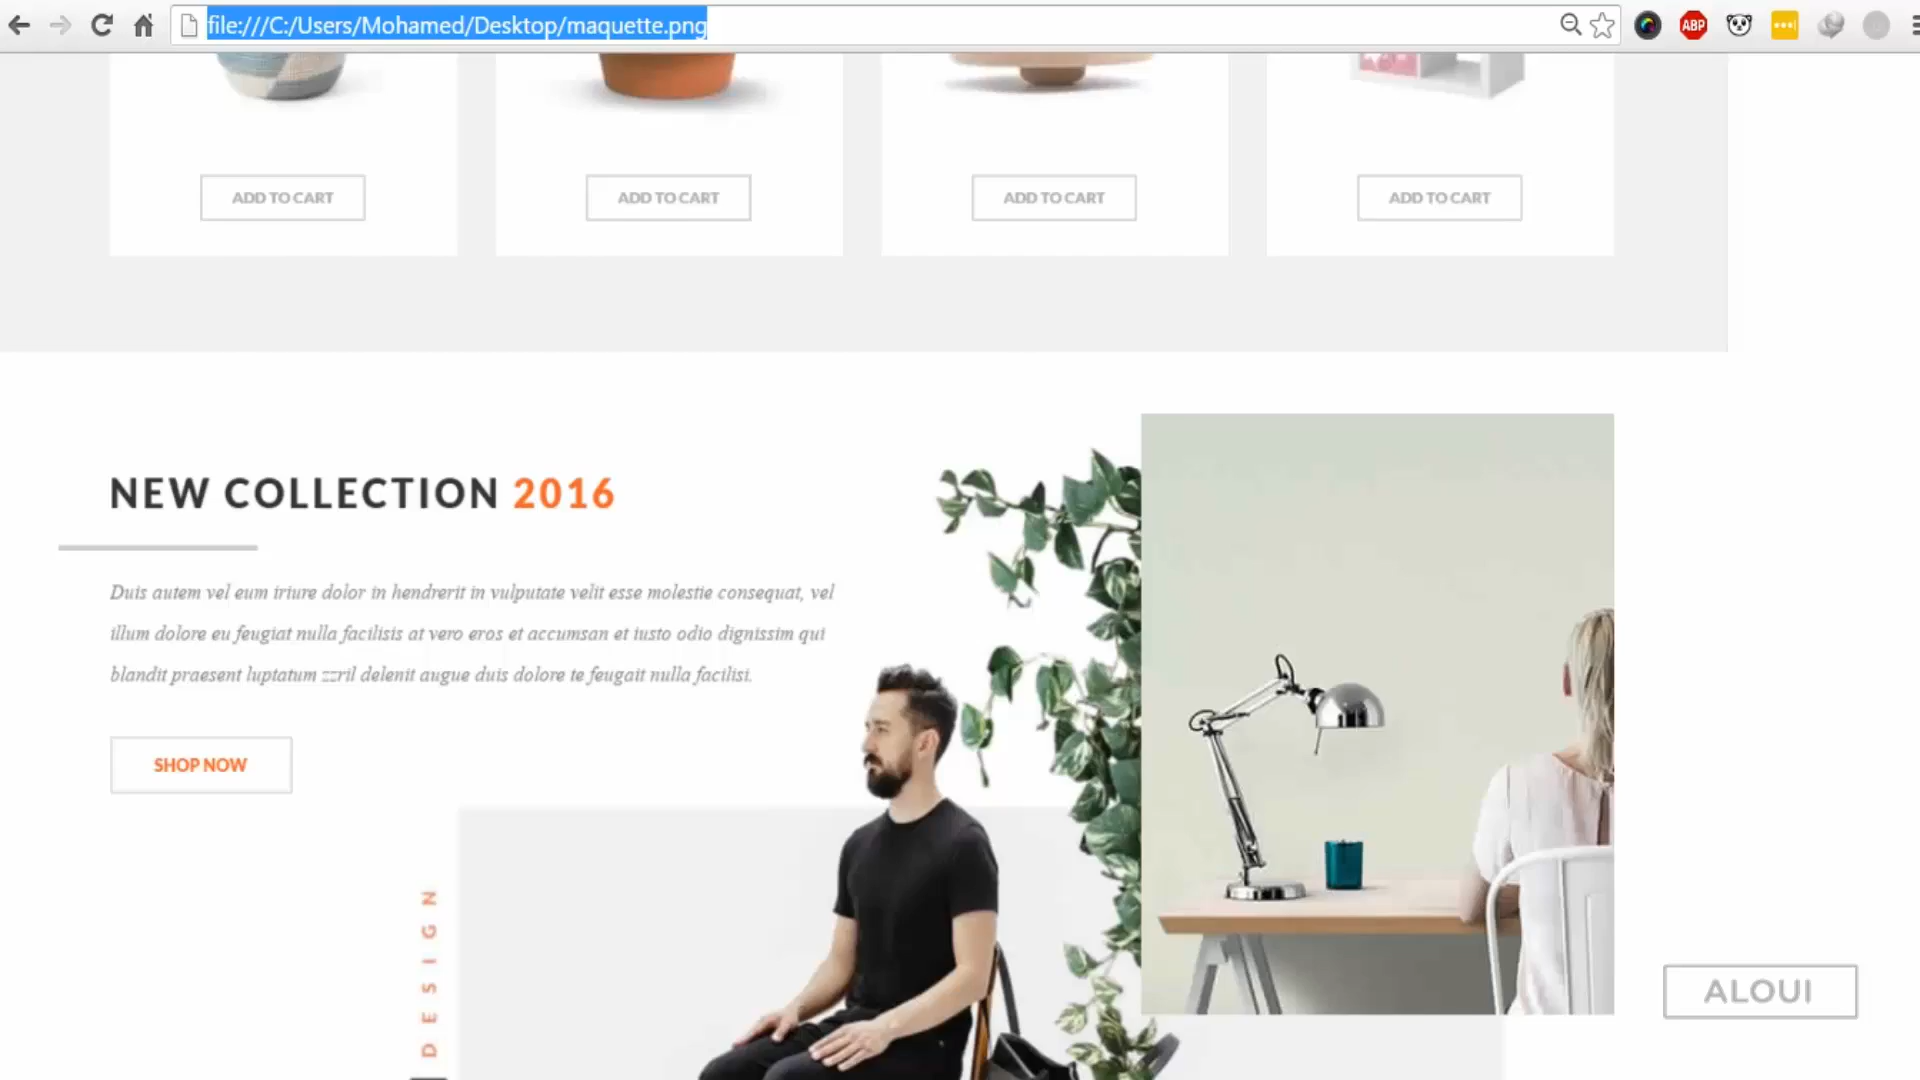 file:///C:/Users/Mohamed/Desktop/maquette.png
ABP
ADD TO CART
ADD TO CART
ADD TO CART
ADD TO CART
NEW COLLECTION 2016
Duis autem vel eum iriure dolor in hendrerit in vulputate velit esse molestie consequat, vel
illum dolore eu feugiat nulla facilisis at vero eros et accumsan et iusto odio dignissim qui
blandit praesent luptatum zzril delenit augue duis dolore te feugait nulla facilisi.
SHOP NOW
DESIGN
ALOUI